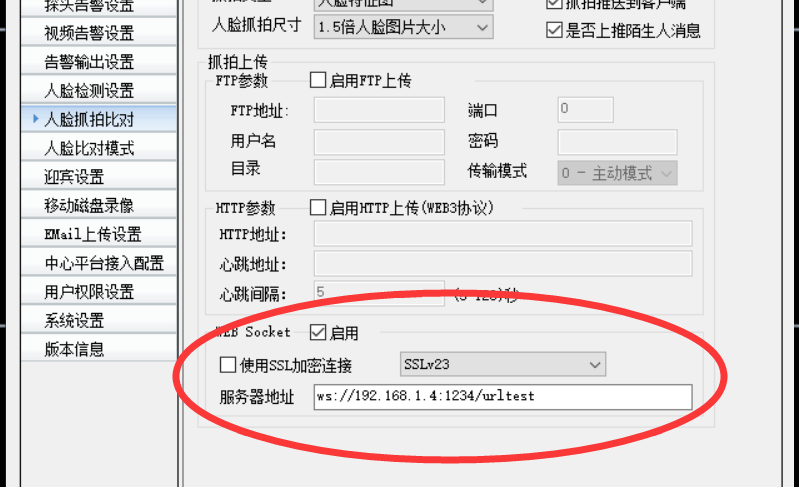 探头告警设置
视频告警设置
告警输出设置
人脸检测设置
人脸抓拍比对
人脸比对模式
迎宾设置
移动磁盘录像
EMail上传设置
中心平台接入配置
用户权限设置
系统设置
版本信息
人脸特征图
抓拍推送到客户端
人脸抓拍尺寸 1.5倍人脸图片大小
是否上推陌生人消息
抓拍上传
FTP参数 启用FTP上传
FTP地址: 端口 0
用户名 密码
目录 传输模式 0 - 主动模式
HTTP参数 启用HTTP上传(WEB3协议)
HTTP地址:
心跳地址:
心跳间隔: 5 (5-120)秒
WEB Socket 启用
使用SSL加密连接 SSLv23
服务器地址 ws://192.168.1.4:1234/urltest